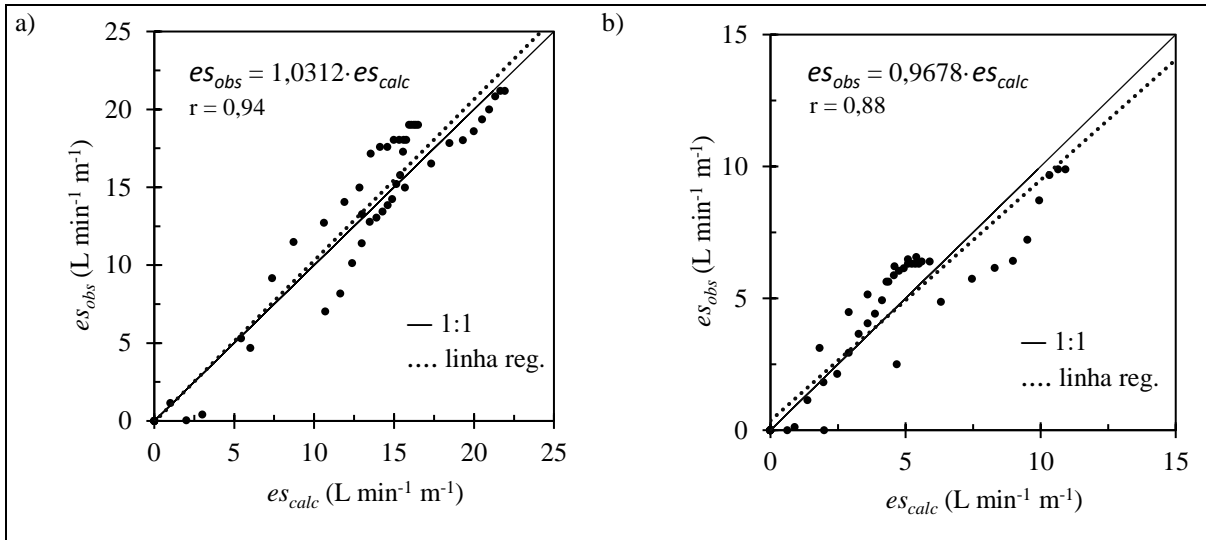 a)
25
20
15
10
5
0
es_obs (L min⁻¹ m⁻¹)
es_obs = 1,0312·es_calc
r = 0,94
— 1:1
.... linha reg.
0 5 10 15 20 25
es_calc (L min⁻¹ m⁻¹)
b)
15
10
5
0
es_obs (L min⁻¹ m⁻¹)
es_obs = 0,9678·es_calc
r = 0,88
— 1:1
.... linha reg.
0 5 10 15
es_calc (L min⁻¹ m⁻¹)